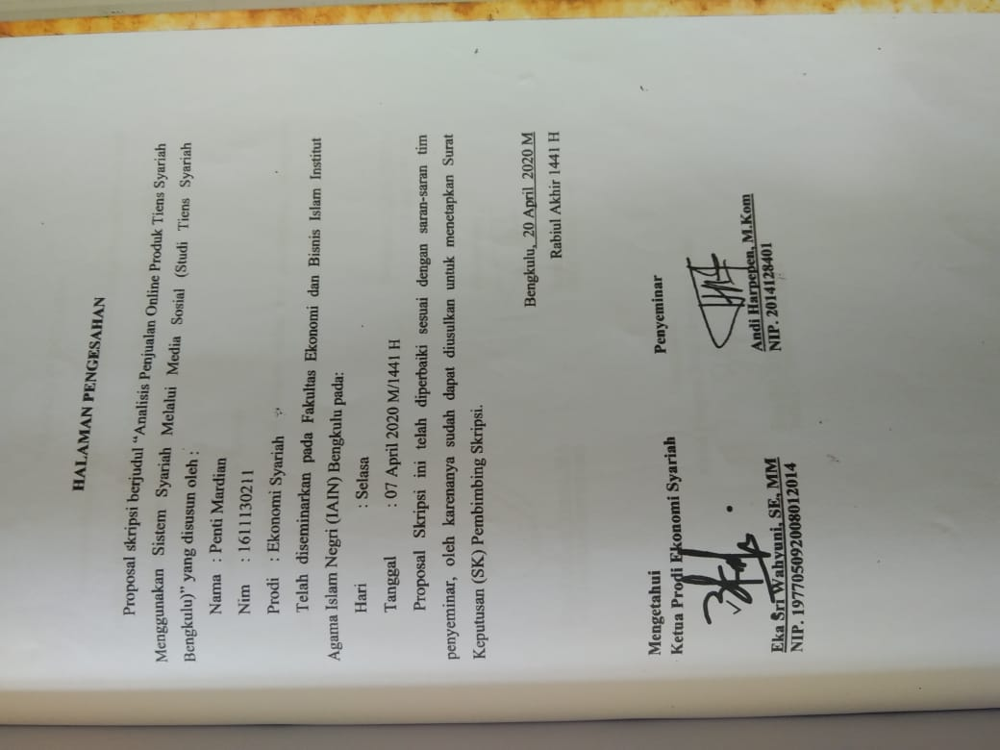 HALAMAN PENGESAHAN
Proposal skripsi berjudul “Analisis Penjualan Online Produk Tiens Syariah
Menggunakan Sistem Syariah Melalui Media Sosial (Studi Tiens Syariah
Bengkulu)” yang disusun oleh :
Nama : Penti Mardian
Nim : 1611130211
Prodi : Ekonomi Syariah
Telah diseminarkan pada Fakultas Ekonomi dan Bisnis Islam Institut
Agama Islam Negri (IAIN) Bengkulu pada:
Hari : Selasa
Tanggal : 07 April 2020 M/1441 H
Proposal Skripsi ini telah diperbaiki sesuai dengan saran-saran tim
penyeminar, oleh karenanya sudah dapat diusulkan untuk menetapkan Surat
Keputusan (SK) Pembimbing Skripsi.
Bengkulu, 20 April 2020 M
Rabiul Akhir 1441 H
Mengetahui
Ketua Prodi Ekonomi Syariah
Penyeminar
Eka Sri Wahyuni, SE, MM
NIP. 197705092008012014
Andi Harpepen, M.Kom
NIP. 2014128401